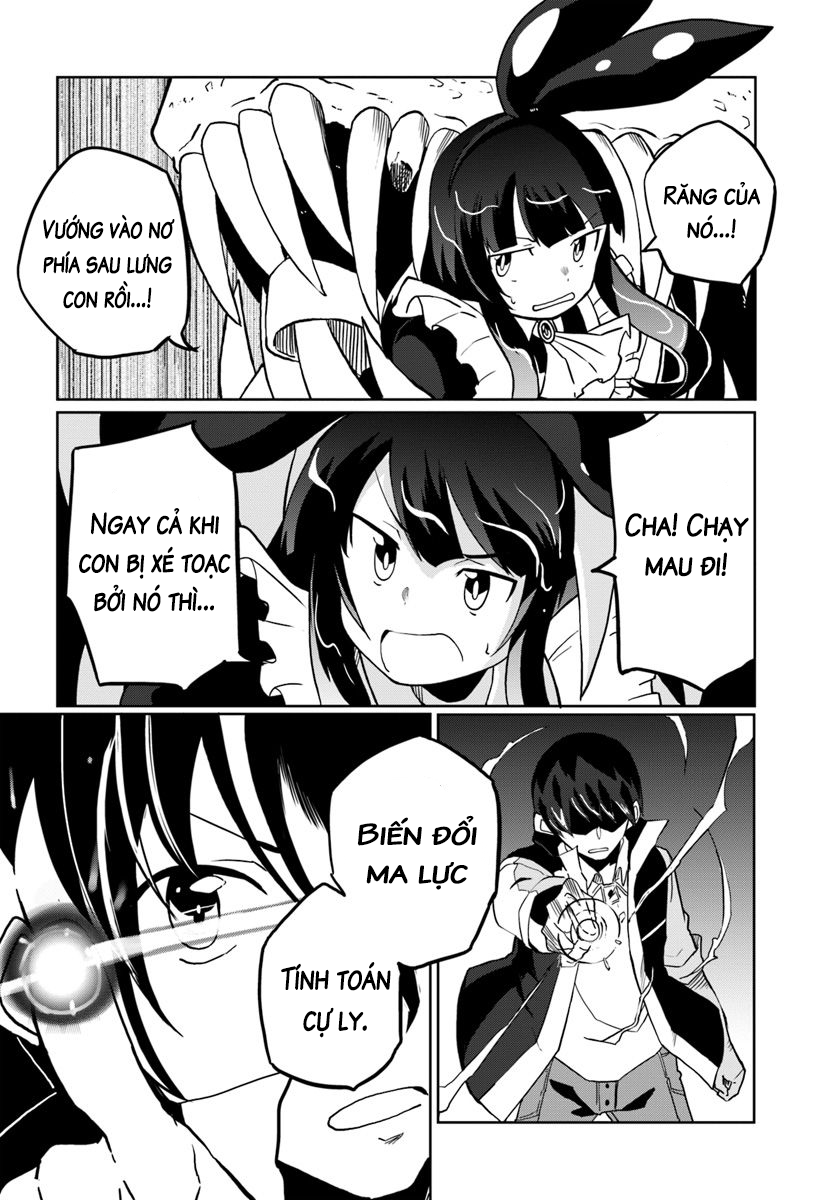 RĂNG CỦA
NÓ...!
VƯỚNG VÀO NƠ
PHÍA SAU LƯNG
CON RỒI...!
CHA! CHẠY
MAU ĐI!
NGAY CẢ KHI
CON BỊ XÉ TOẠC
BỞI NÓ THÌ...
BIẾN ĐỔI
MA LỰC
TÍNH TOÁN
CỰ LY.